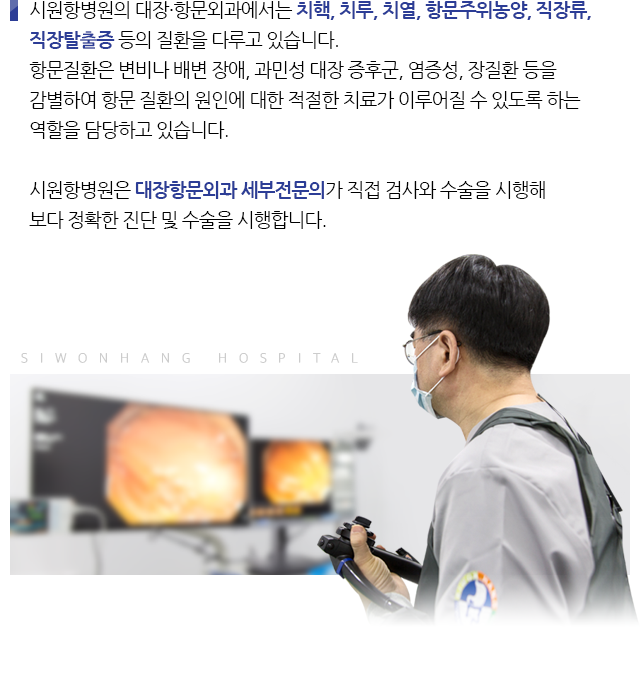 시원항병원의 대장·항문외과에서는 치핵, 치루, 치열, 항문주위농양, 직장류,
직장탈출증 등의 질환을 다루고 있습니다.
항문질환은 변비나 배변 장애, 과민성 대장 증후군, 염증성, 장질환 등을
감별하여 항문 질환의 원인에 대한 적절한 치료가 이루어질 수 있도록 하는
역할을 담당하고 있습니다.
시원항병원은 대장항문외과 세부전문의가 직접 검사와 수술을 시행해
보다 정확한 진단 및 수술을 시행합니다.
SIWONHANG HOSPITAL